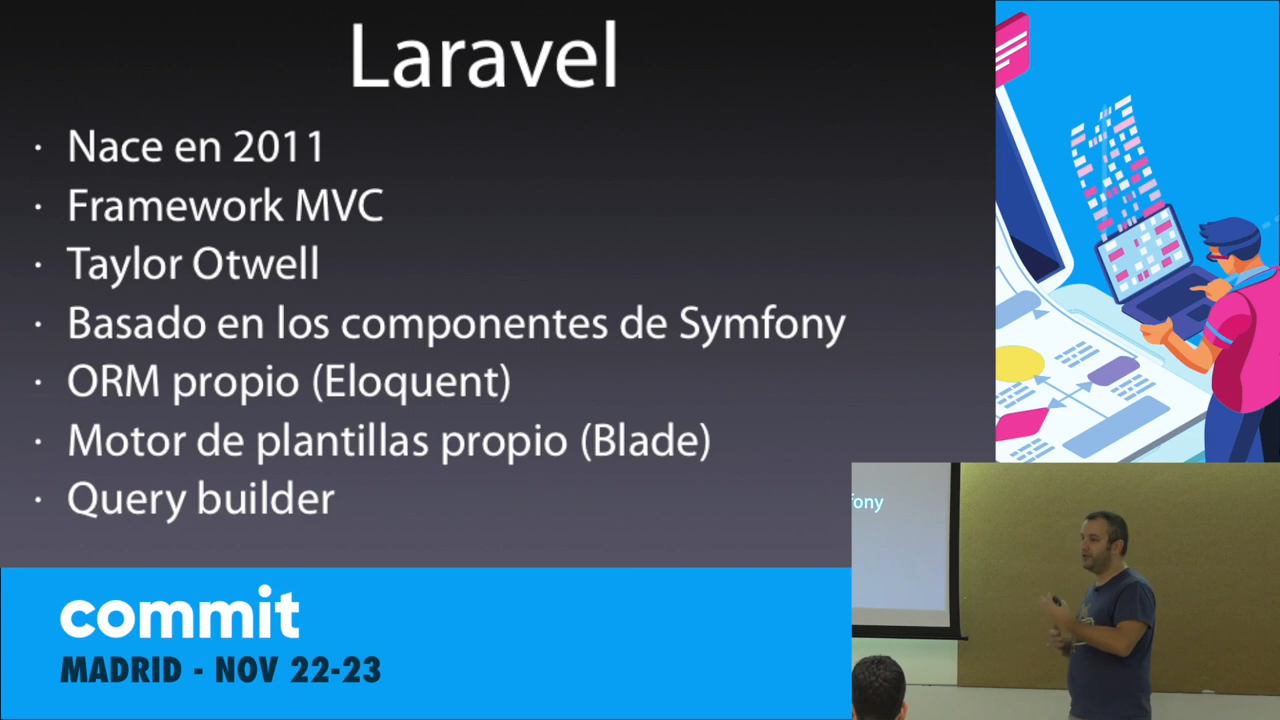 Laravel
· Nace en 2011
· Framework MVC
· Taylor Otwell
· Basado en los componentes de Symfony
· ORM propio (Eloquent)
· Motor de plantillas propio (Blade)
· Query builder
fony
commit
MADRID - NOV 22-23